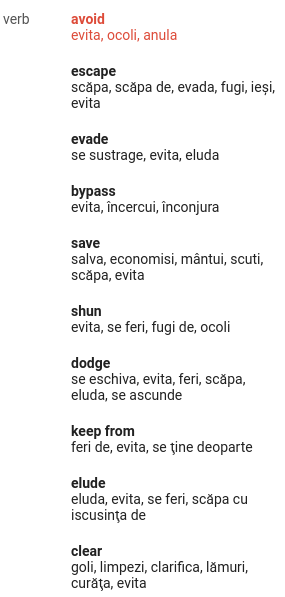 verb
avoid
evita, ocoli, anula
escape
scăpa, scăpa de, evada, fugi, ieși,
evita
evade
se sustrage, evita, eluda
bypass
evita, încercui, înconjura
save
salva, economisi, mântui, scuti,
scăpa, evita
shun
evita, se feri, fugi de, ocoli
dodge
se eschiva, evita, feri, scăpa,
eluda, se ascunde
keep from
feri de, evita, se ţine deoparte
elude
eluda, evita, se feri, scăpa cu
iscusinţa de
clear
goli, limpezi, clarifica, lămuri,
curăţa, evita